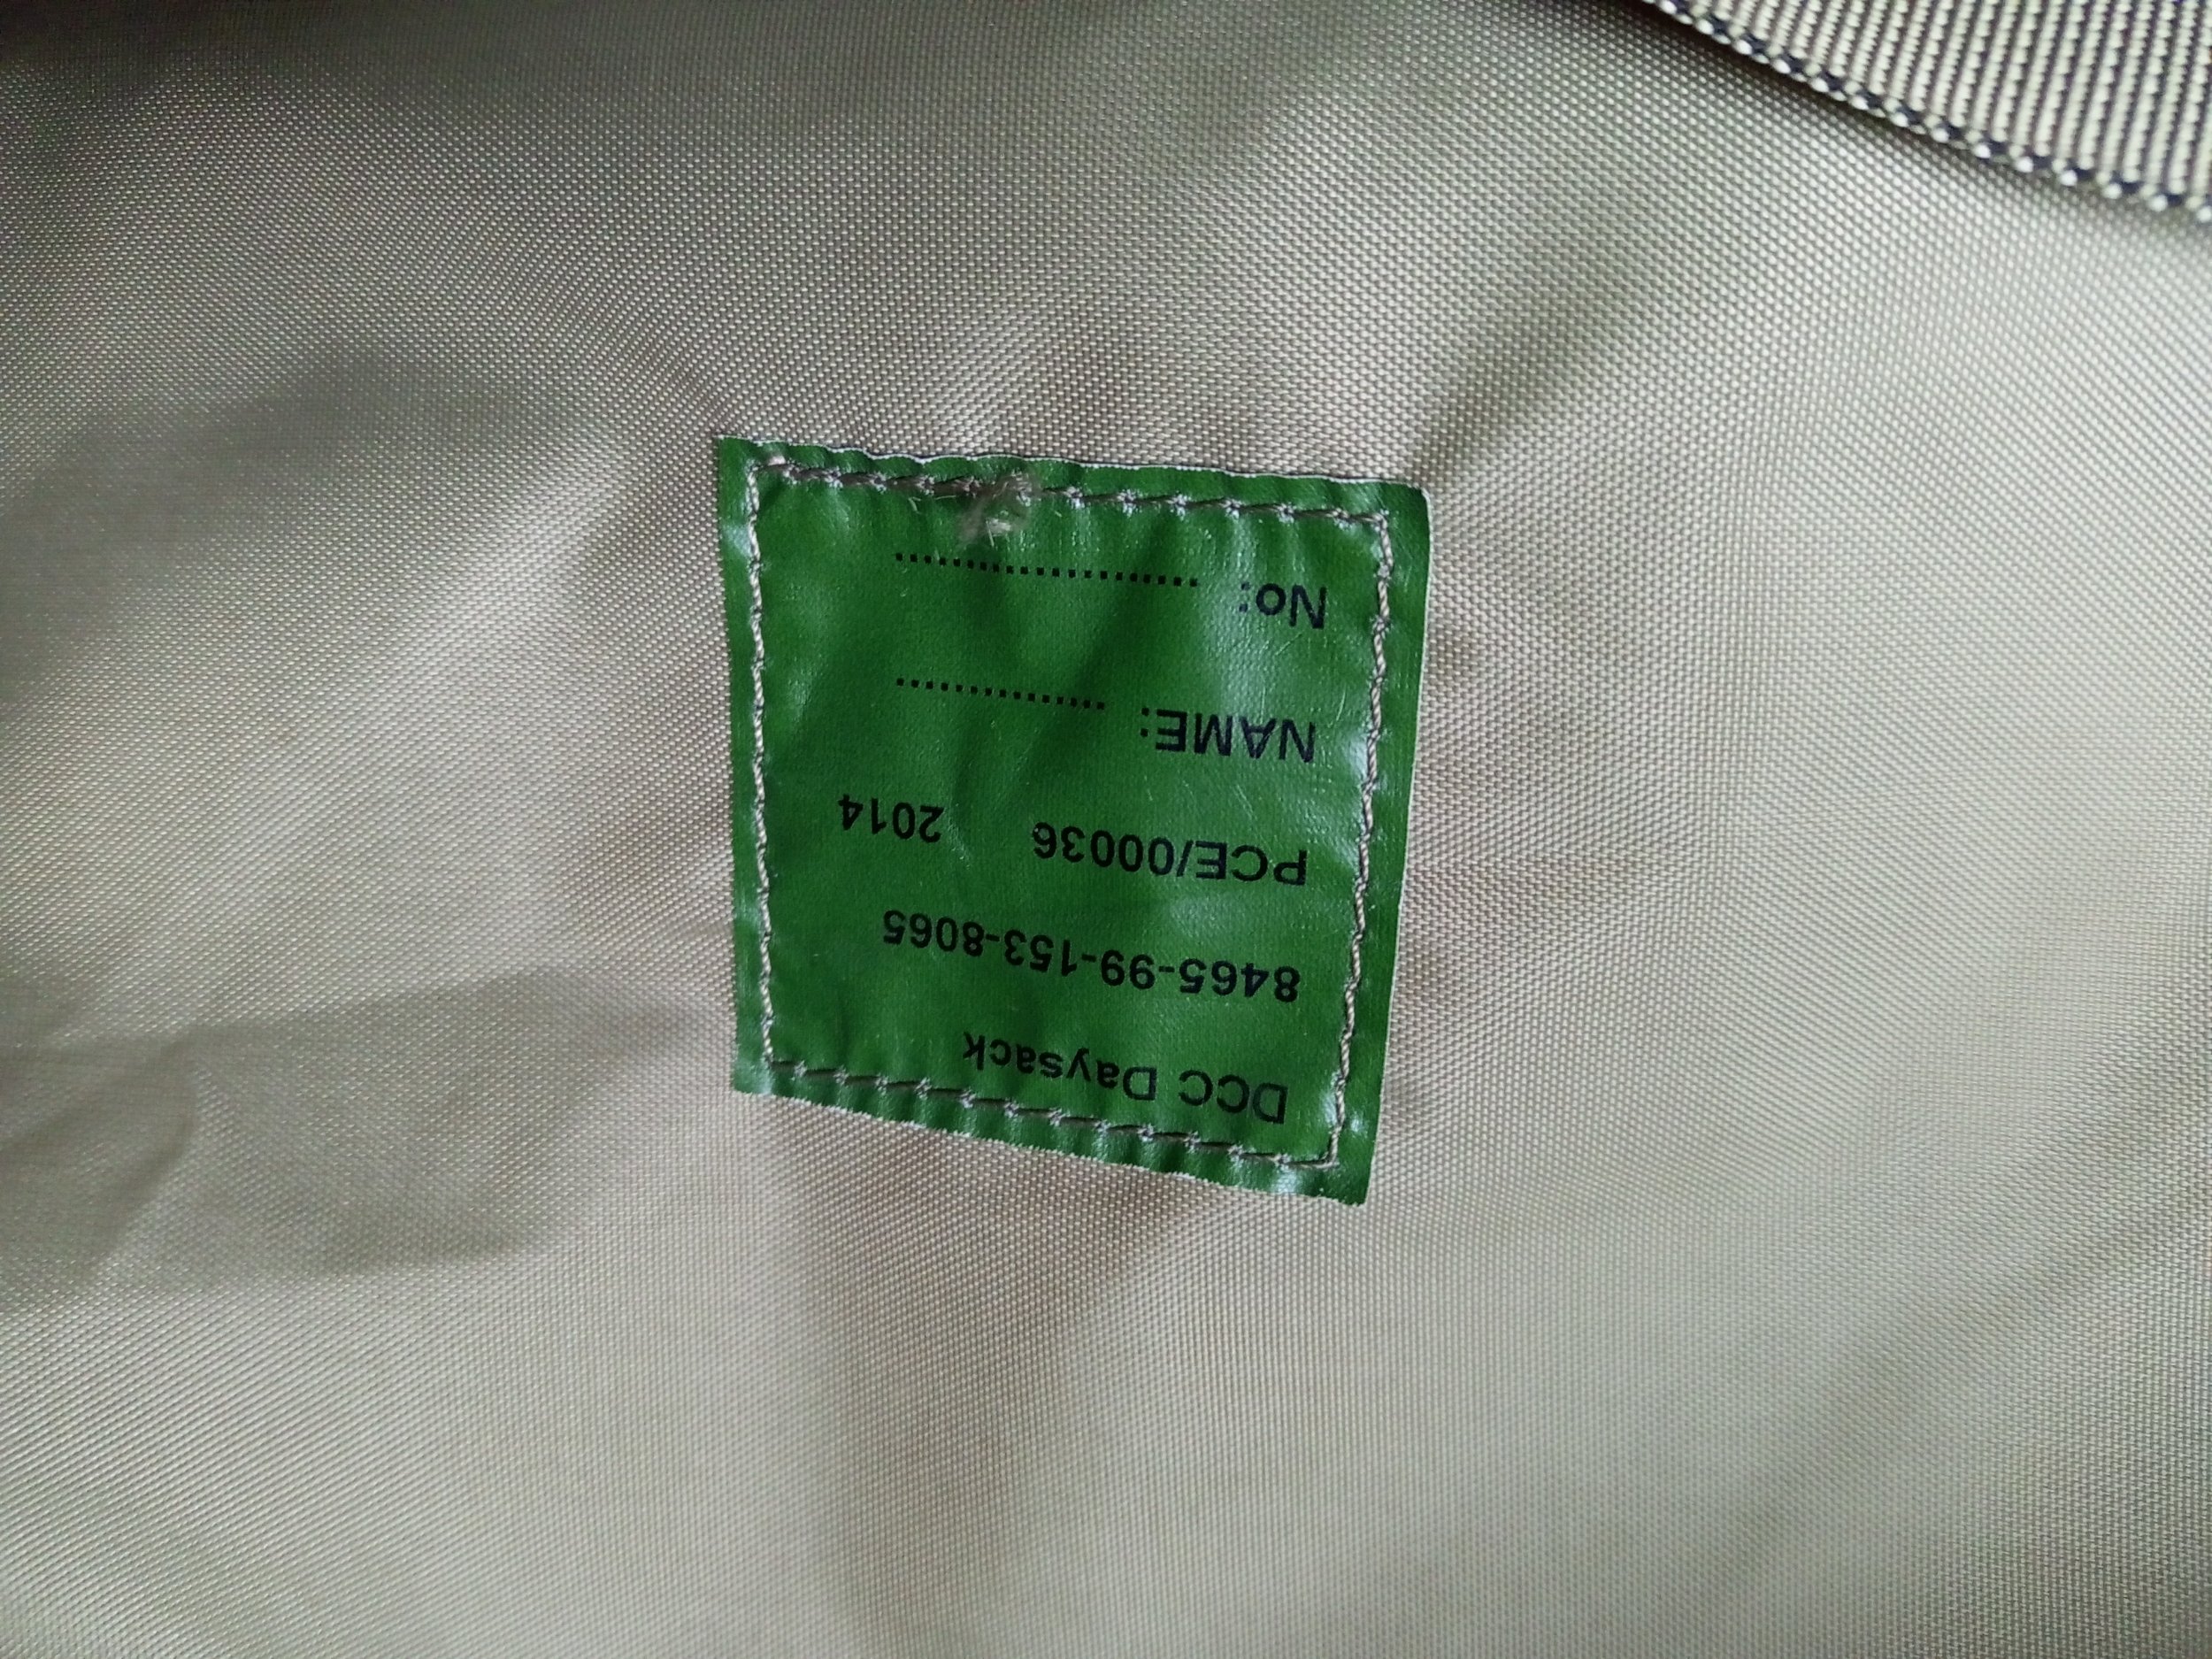 DCC Daysack
8465-99-153-8065
PCE/00036 2014
NAME: ..............
No: ....................